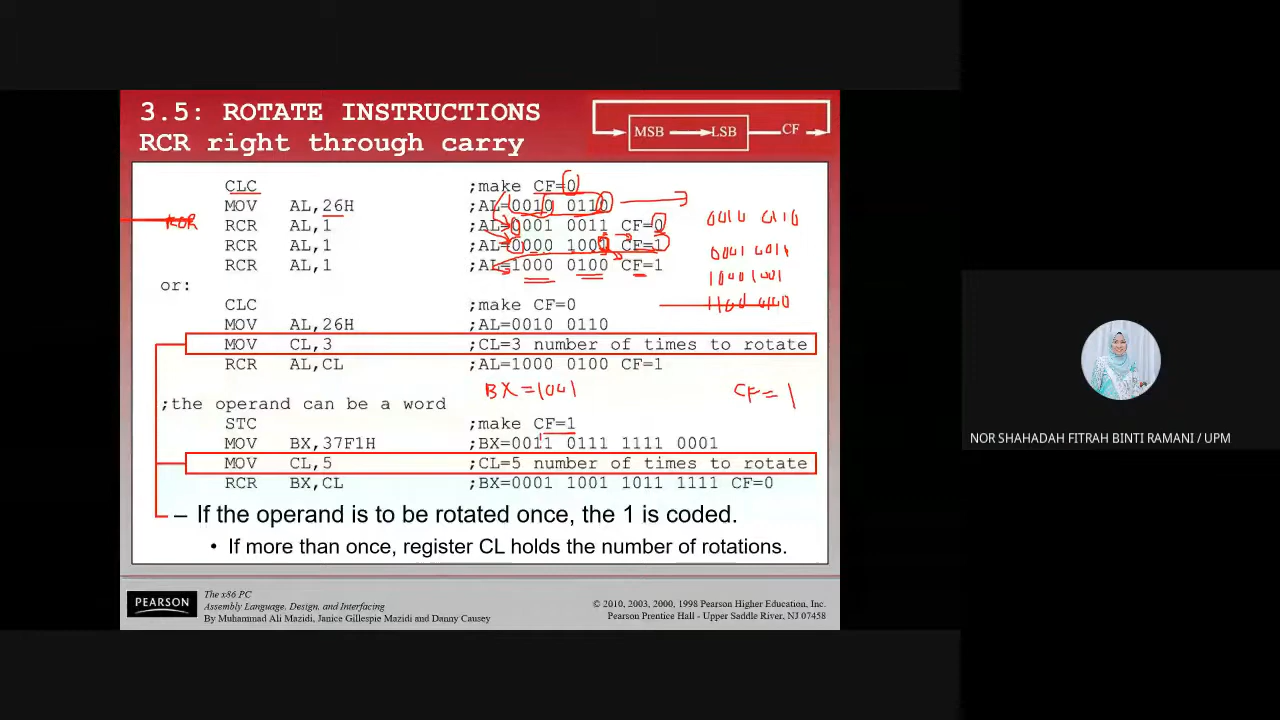 3.5: ROTATE INSTRUCTIONS
RCR right through carry
MSB LSB CF
CLC ;make CF=0
MOV AL,26H ;AL=0010 0110
ROR RCR AL,1 ;AL=0001 0011 CF=0
RCR AL,1 ;AL=0000 1001 CF=1
RCR AL,1 ;AL=1000 0100 CF=1
0010 0110
1000 1001
or:
CLC ;make CF=0
MOV AL,26H ;AL=0010 0110
MOV CL,3 ;CL=3 number of times to rotate
RCR AL,CL ;AL=1000 0100 CF=1
BX=1001 CF=1
;the operand can be a word
STC ;make CF=1
MOV BX,37F1H ;BX=0011 0111 1111 0001
MOV CL,5 ;CL=5 number of times to rotate
RCR BX,CL ;BX=0001 1001 1011 1111 CF=0
– If the operand is to be rotated once, the 1 is coded.
• If more than once, register CL holds the number of rotations.
PEARSON
The x86 PC
Assembly Language, Design, and Interfacing
By Muhammad Ali Mazidi, Janice Gillespie Mazidi and Danny Causey
© 2010, 2003, 2000, 1998 Pearson Higher Education, Inc.
Pearson Prentice Hall - Upper Saddle River, NJ 07458
NOR SHAHADAH FITRAH BINTI RAMANI / UPM